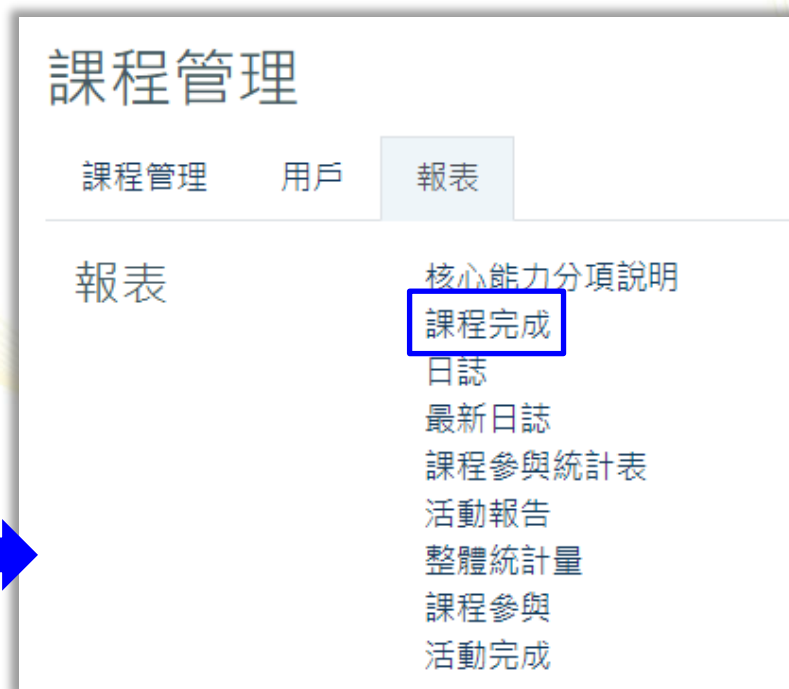 課程管理
課程管理 用戶 報表
報表 核心能力分項說明
課程完成
日誌
最新日誌
課程參與統計表
活動報告
整體統計量
課程參與
活動完成